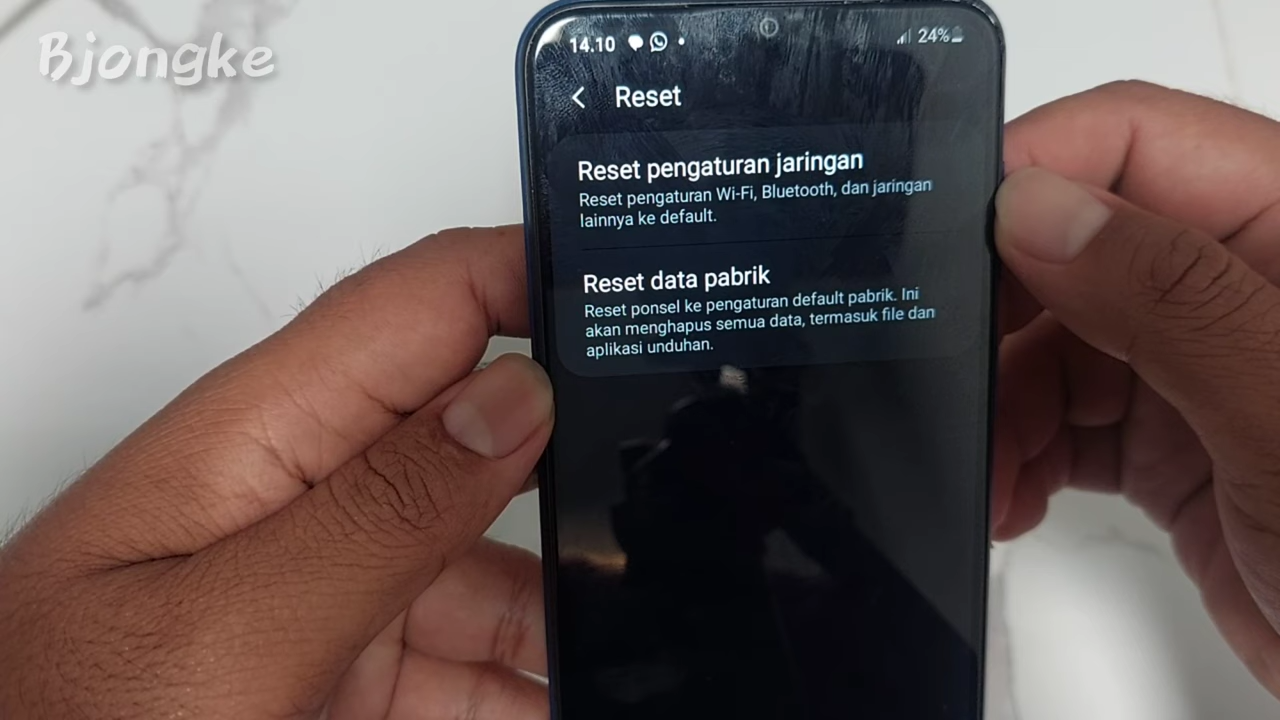 Bjongke
14.10
24%
Reset
Reset pengaturan jaringan
Reset pengaturan Wi-Fi, Bluetooth, dan jaringan
lainnya ke default.
Reset data pabrik
Reset ponsel ke pengaturan default pabrik. Ini
akan menghapus semua data, termasuk file dan
aplikasi unduhan.